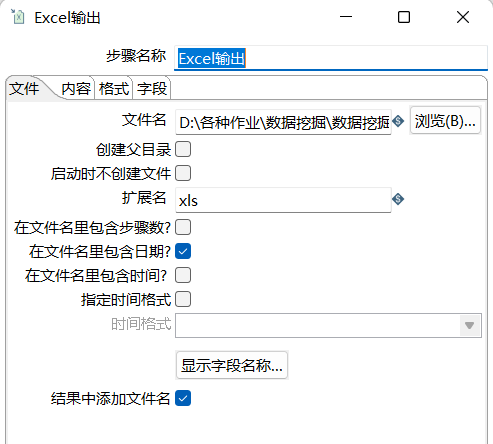 Excel输出
步骤名称 Excel输出
文件 内容 格式 字段
文件名 D:\各种作业\数据挖掘\数据挖掘 浏览(B)...
创建父目录
启动时不创建文件
扩展名 xls
在文件名里包含步骤数?
在文件名里包含日期?
在文件名里包含时间?
指定时间格式
时间格式
显示字段名称...
结果中添加文件名